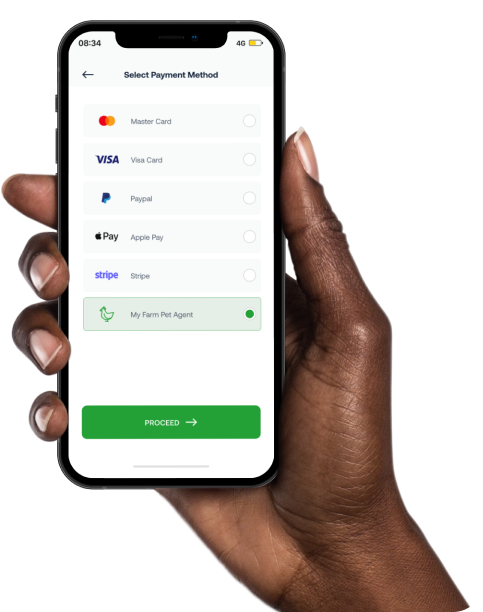 08:34
4G
Select Payment Method
Master Card
VISA Visa Card
Paypal
Pay Apple Pay
stripe Stripe
My Farm Pet Agent
PROCEED